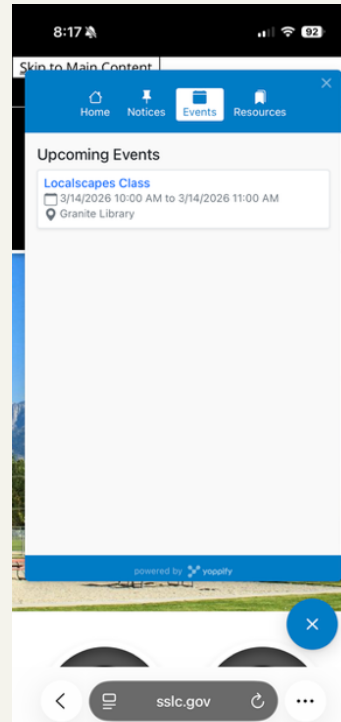 8:17
92
Skip to Main Content
Home Notices Events Resources
Upcoming Events
Localscapes Class
3/14/2026 10:00 AM to 3/14/2026 11:00 AM
Granite Library
powered by yoppify
sslc.gov